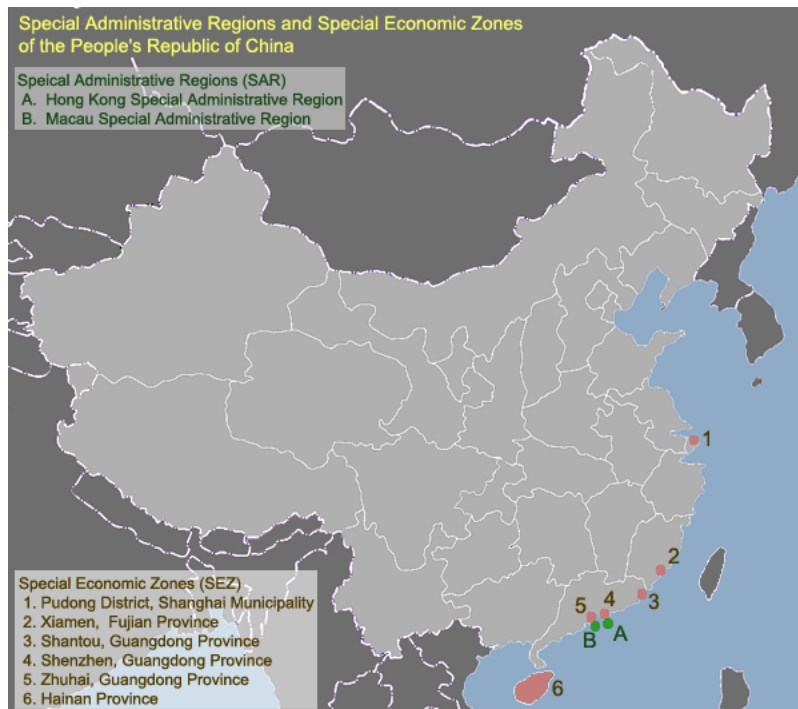 Special Administrative Regions and Special Economic Zones
of the People's Republic of China
Speical Administrative Regions (SAR)
A. Hong Kong Special Administrative Region
B. Macau Special Administrative Region
1
2
3
4
5
A
B
6
Special Economic Zones (SEZ)
1. Pudong District, Shanghai Municipality
2. Xiamen, Fujian Province
3. Shantou, Guangdong Province
4. Shenzhen, Guangdong Province
5. Zhuhai, Guangdong Province
6. Hainan Province